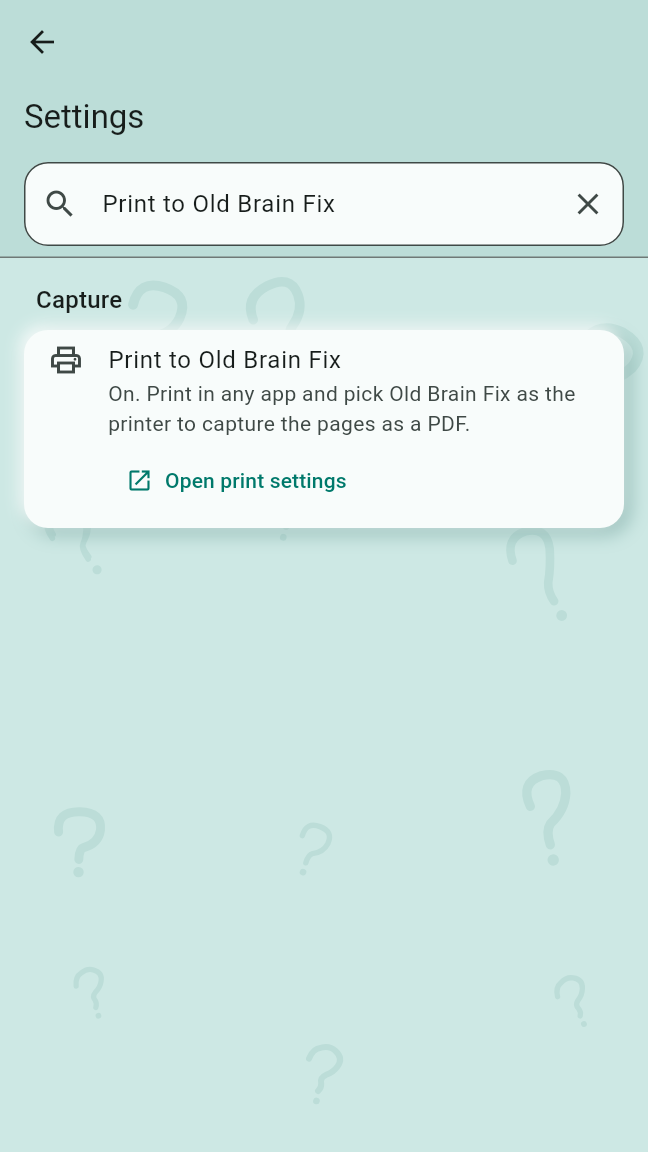 Settings
Print to Old Brain Fix
Capture
Print to Old Brain Fix
On. Print in any app and pick Old Brain Fix as the
printer to capture the pages as a PDF.
Open print settings